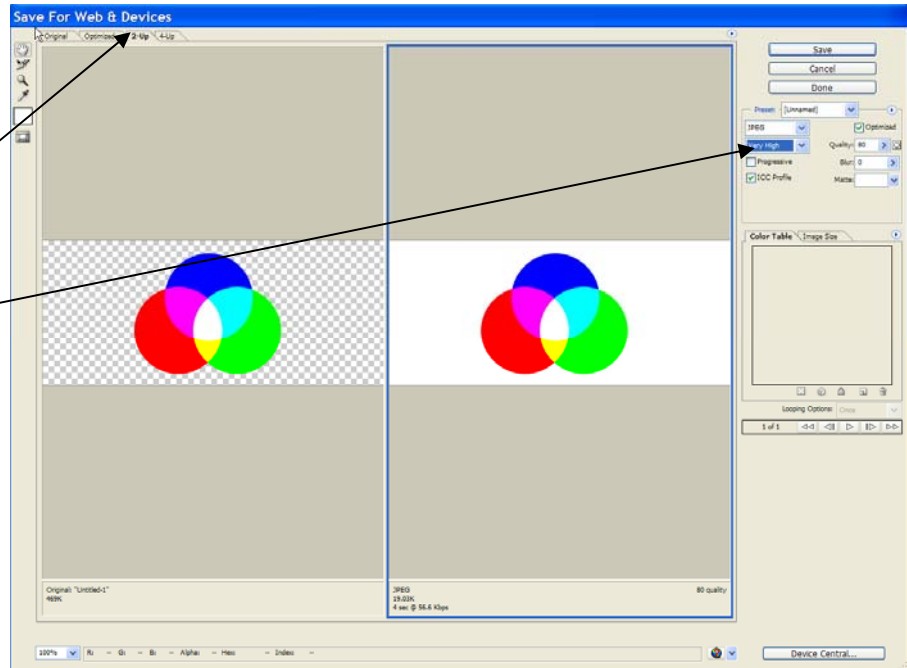 Save For Web & Devices
Original Optimized 2-Up 4-Up
Save
Cancel
Done
Preset: [Unnamed]
JPEG Optimized
Very High Quality: 80
Progressive Blur: 0
ICC Profile Matte:
Color Table Image Size
Looping Options: Once
1 of 1
Original: "Untitled-1"
469K
JPEG 80 quality
19.03K
4 sec @ 56.6 Kbps
100% R: -- G: -- B: -- Alpha: -- Hex: -- Index: --
Device Central...